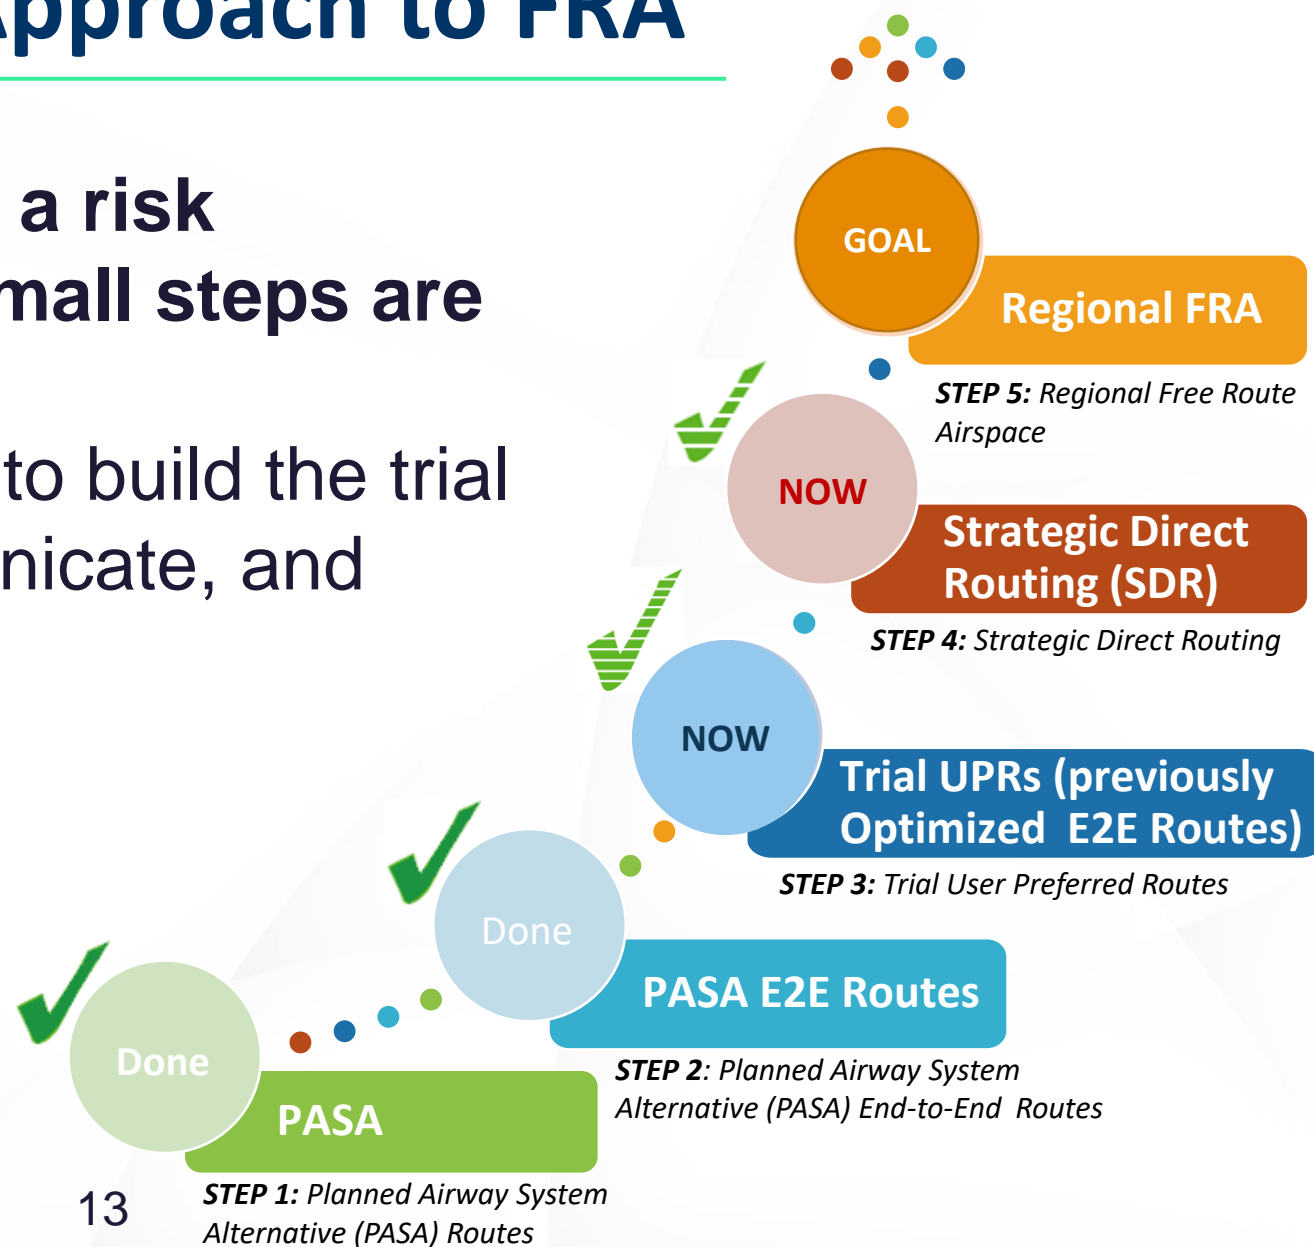 Approach to FRA
a risk
small steps are
to build the trial
nicate, and
GOAL
Regional FRA
STEP 5: Regional Free Route
Airspace
NOW
Strategic Direct
Routing (SDR)
STEP 4: Strategic Direct Routing
NOW
Trial UPRs (previously
Optimized E2E Routes)
STEP 3: Trial User Preferred Routes
Done
PASA E2E Routes
STEP 2: Planned Airway System
Alternative (PASA) End-to-End Routes
Done
PASA
STEP 1: Planned Airway System
Alternative (PASA) Routes
13